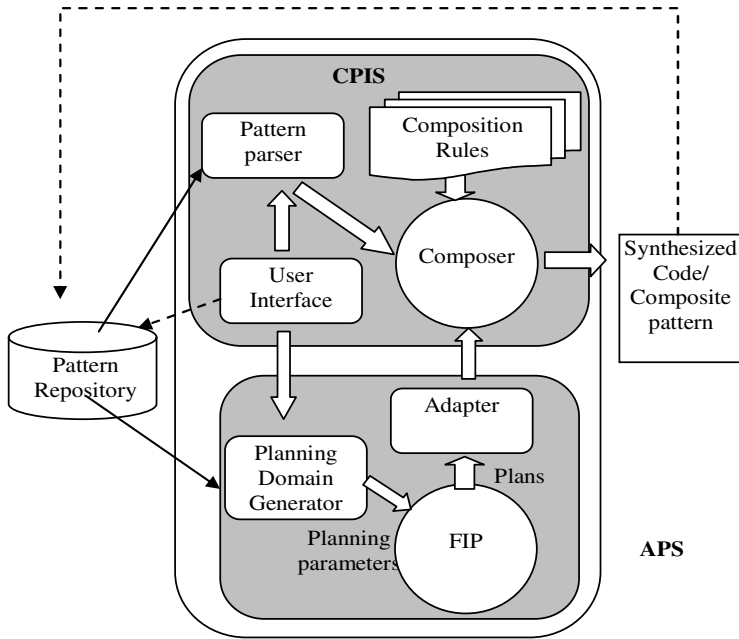 CPIS
Pattern
parser
Composition
Rules
User
Interface
Composer
Synthesized
Code/
Composite
pattern
Pattern
Repository
Adapter
Planning
Domain
Generator
Plans
Planning
parameters
FIP
APS